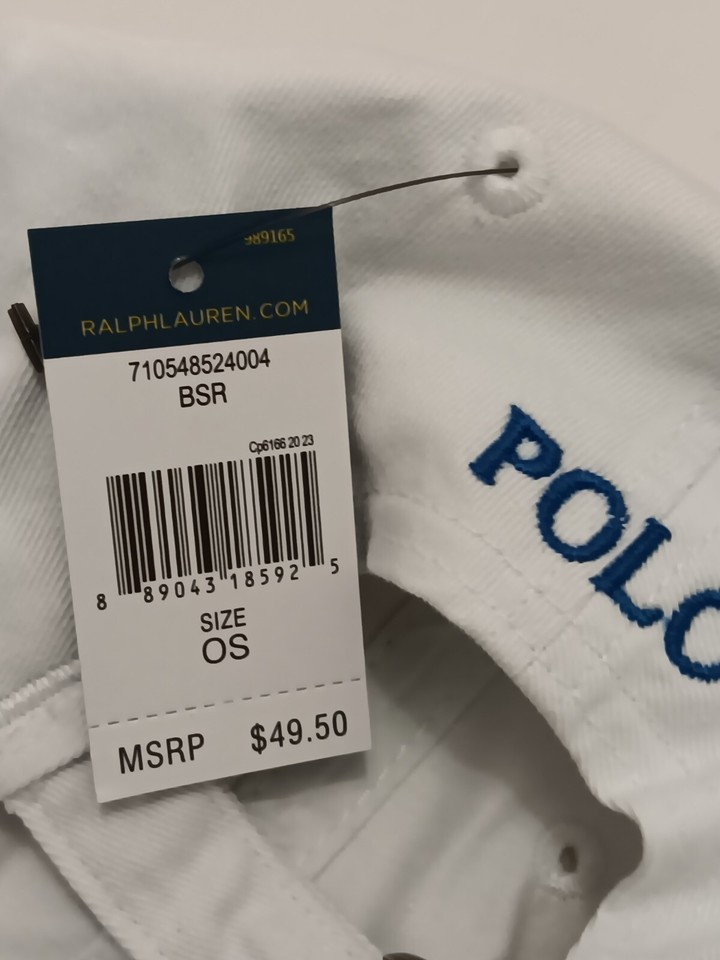 989165
RALPHLAUREN.COM
710548524004
BSR
Cp6166 20 23
8 89043 18592 5
SIZE
OS
MSRP $49.50
POLO